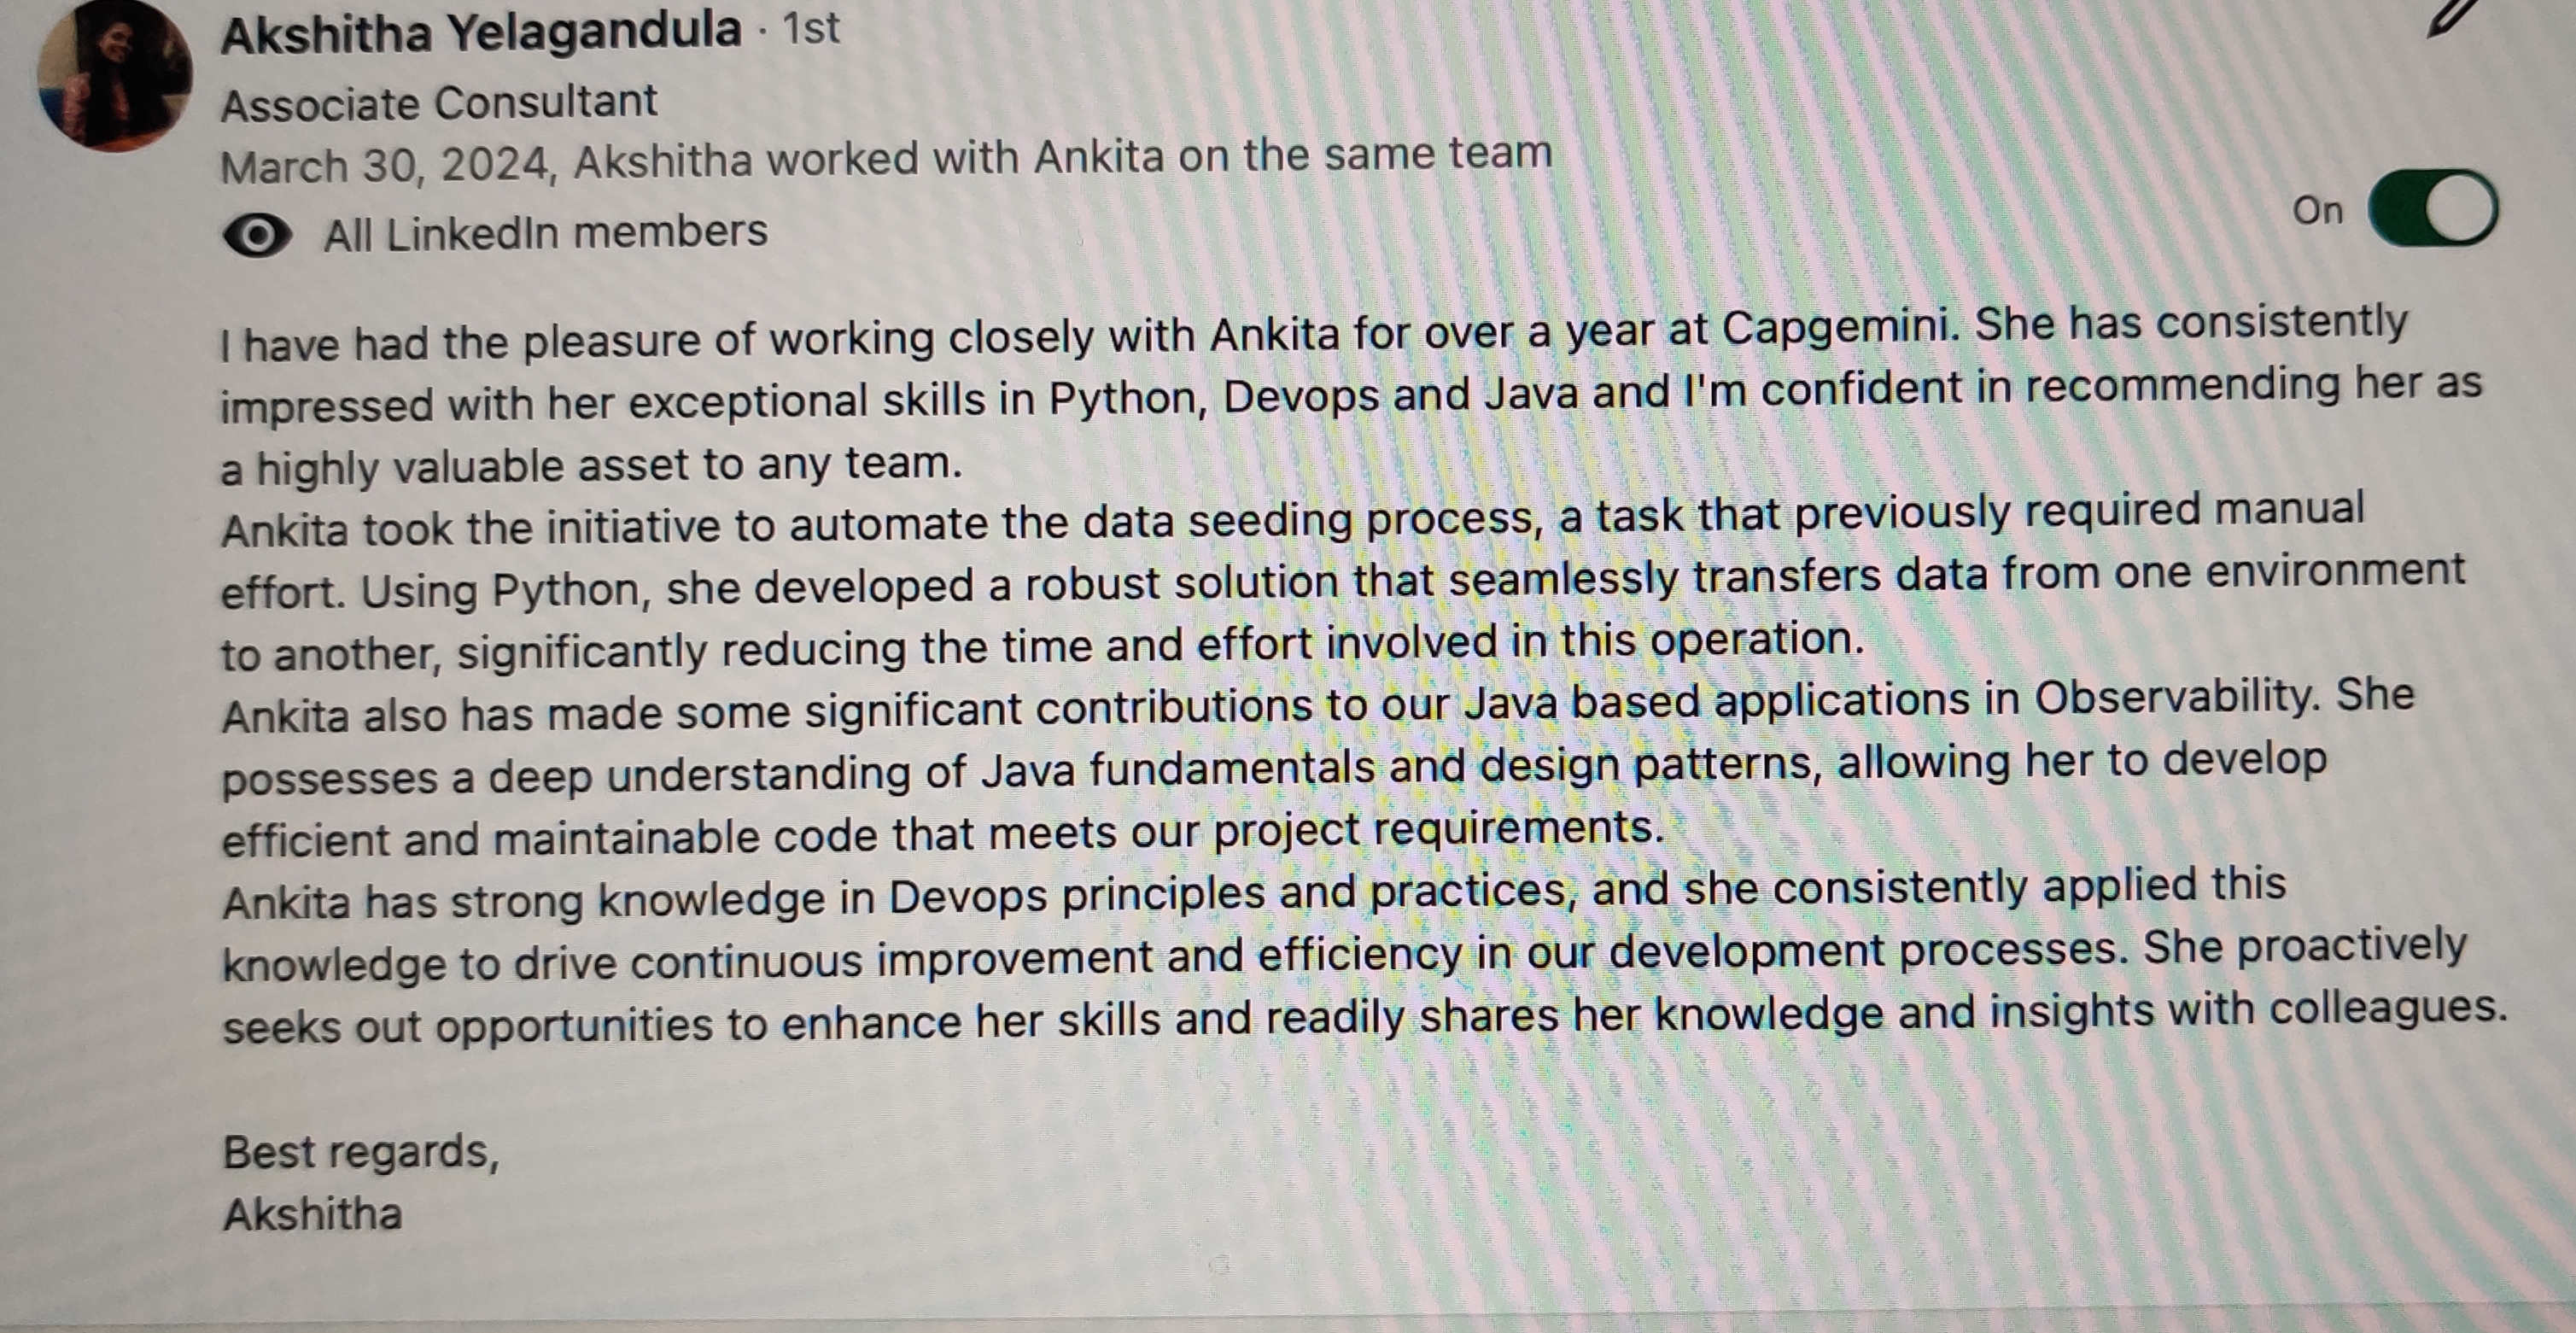 Akshitha Yelagandula · 1st
Associate Consultant
March 30, 2024, Akshitha worked with Ankita on the same team
All LinkedIn members
On
I have had the pleasure of working closely with Ankita for over a year at Capgemini. She has consistently
impressed with her exceptional skills in Python, Devops and Java and I'm confident in recommending her as
a highly valuable asset to any team.
Ankita took the initiative to automate the data seeding process, a task that previously required manual
effort. Using Python, she developed a robust solution that seamlessly transfers data from one environment
to another, significantly reducing the time and effort involved in this operation.
Ankita also has made some significant contributions to our Java based applications in Observability. She
possesses a deep understanding of Java fundamentals and design patterns, allowing her to develop
efficient and maintainable code that meets our project requirements.
Ankita has strong knowledge in Devops principles and practices, and she consistently applied this
knowledge to drive continuous improvement and efficiency in our development processes. She proactively
seeks out opportunities to enhance her skills and readily shares her knowledge and insights with colleagues.
Best regards,
Akshitha